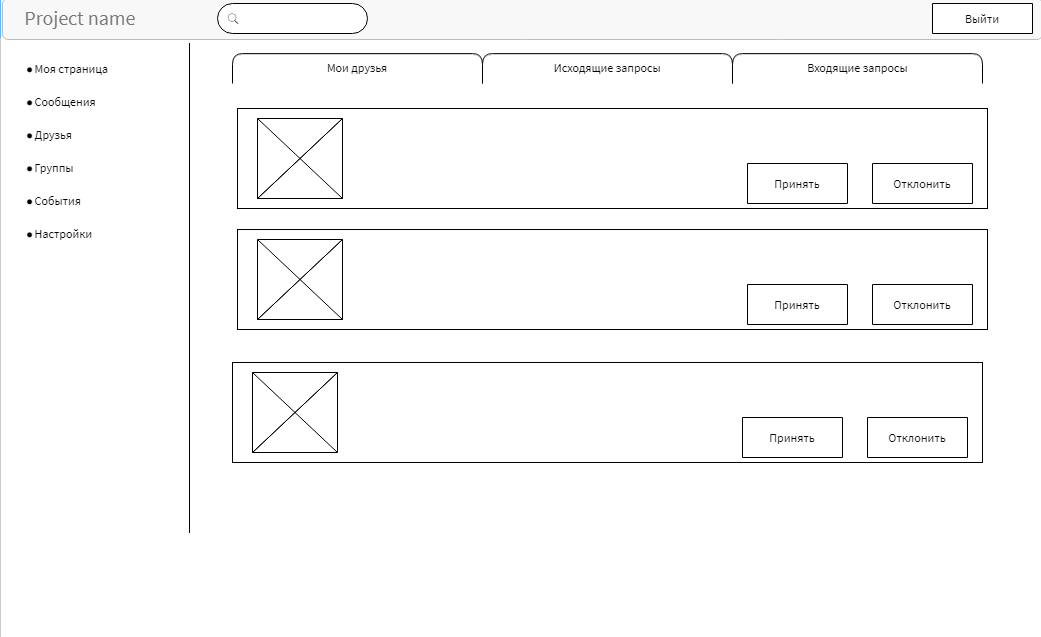 Project name
Выйти
Моя страница
Сообщения
Друзья
Группы
События
Настройки
Мои друзья
Исходящие запросы
Входящие запросы
Принять
Отклонить
Принять
Отклонить
Принять
Отклонить